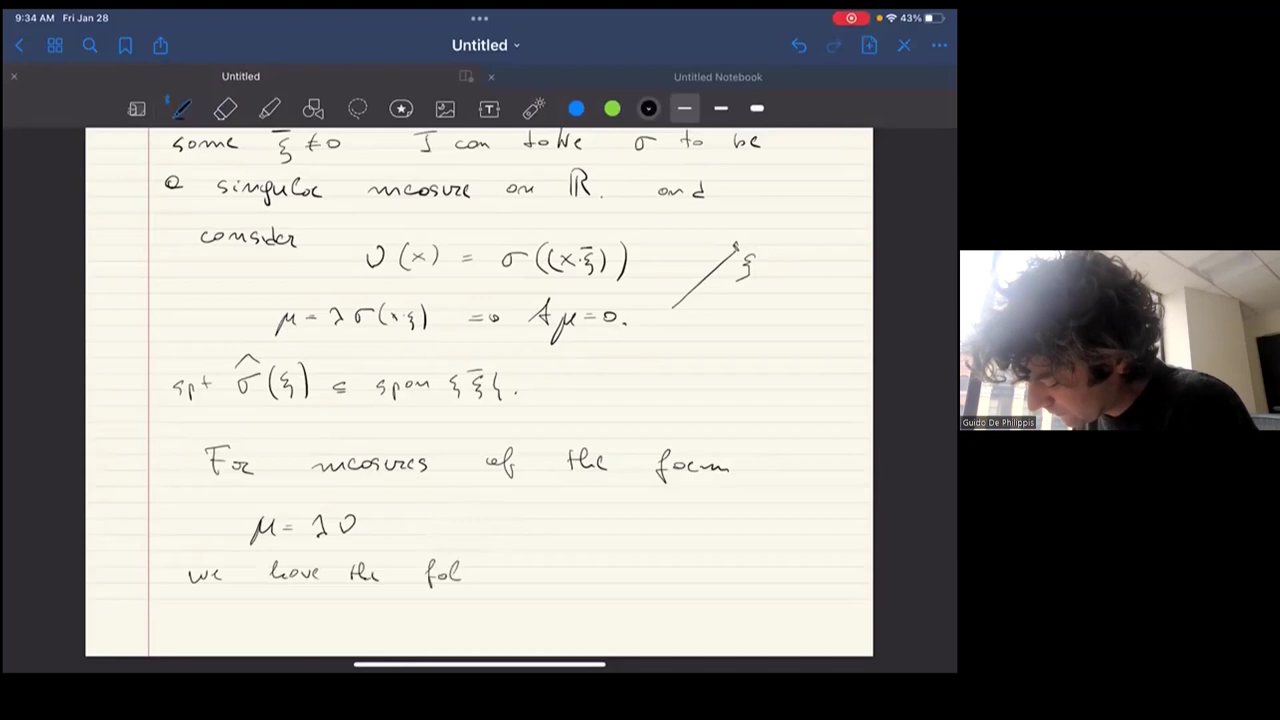 9:34 AM Fri Jan 28
43%
Untitled
Untitled
Untitled Notebook
some ξ̄ ≠ 0 I can take σ to be
a singular measure on ℝ. and
consider
ν(x) = σ((x·ξ̄))
ξ
μ = λ σ(x·ξ) => Aμ = 0.
spt σ̂(ξ) ⊂ span {ξ̄}.
For measures of the form
μ = λ ν
we have the fol
Guido De Philippis